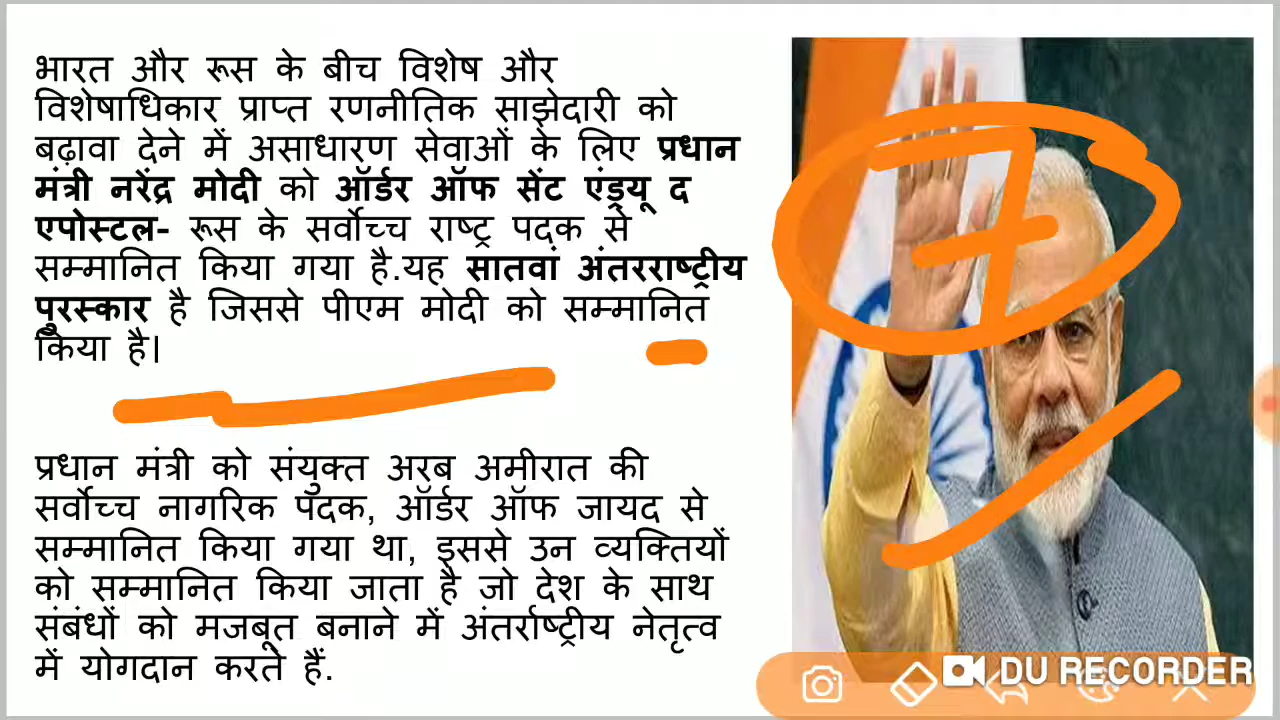 भारत और रूस के बीच विशेष और
विशेषाधिकार प्राप्त रणनीतिक साझेदारी को
बढ़ावा देने में असाधारण सेवाओं के लिए प्रधान
मंत्री नरेंद्र मोदी को ऑर्डर ऑफ सेंट एंड्रयू द
एपोस्टल- रूस के सर्वोच्च राष्ट्र पदक से
सम्मानित किया गया है.यह सातवां अंतरराष्ट्रीय
पुरस्कार है जिससे पीएम मोदी को सम्मानित
किया है।
प्रधान मंत्री को संयुक्त अरब अमीरात की
सर्वोच्च नागरिक पदक, ऑर्डर ऑफ जायद से
सम्मानित किया गया था, इससे उन व्यक्तियों
को सम्मानित किया जाता है जो देश के साथ
संबंधों को मजबूत बनाने में अंतर्राष्ट्रीय नेतृत्व
में योगदान करते हैं.
7
DU RECORDER